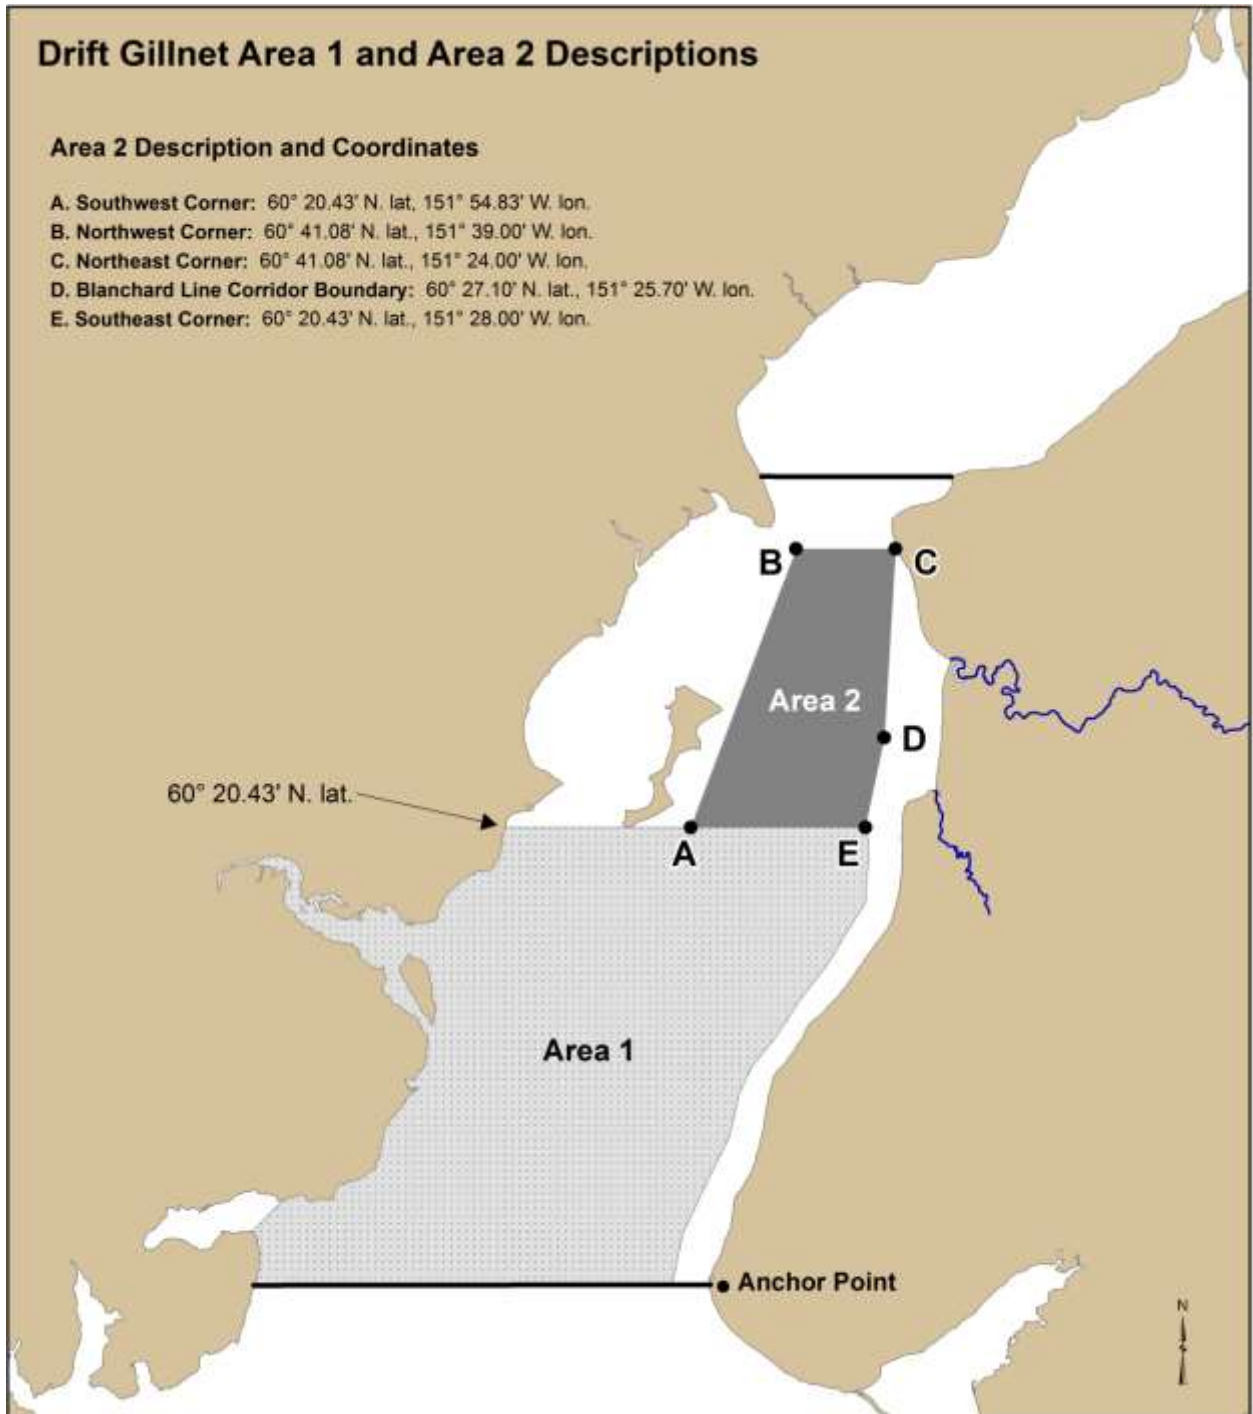 Drift Gillnet Area 1 and Area 2 Descriptions
Area 2 Description and Coordinates
A. Southwest Corner: 60° 20.43' N. lat, 151° 54.83' W. lon.
B. Northwest Corner: 60° 41.08' N. lat., 151° 39.00' W. lon.
C. Northeast Corner: 60° 41.08' N. lat., 151° 24.00' W. lon.
D. Blanchard Line Corridor Boundary: 60° 27.10' N. lat., 151° 25.70' W. lon.
E. Southeast Corner: 60° 20.43' N. lat., 151° 28.00' W. lon.
B
C
Area 2
D
60° 20.43' N. lat.
A
E
Area 1
Anchor Point
N